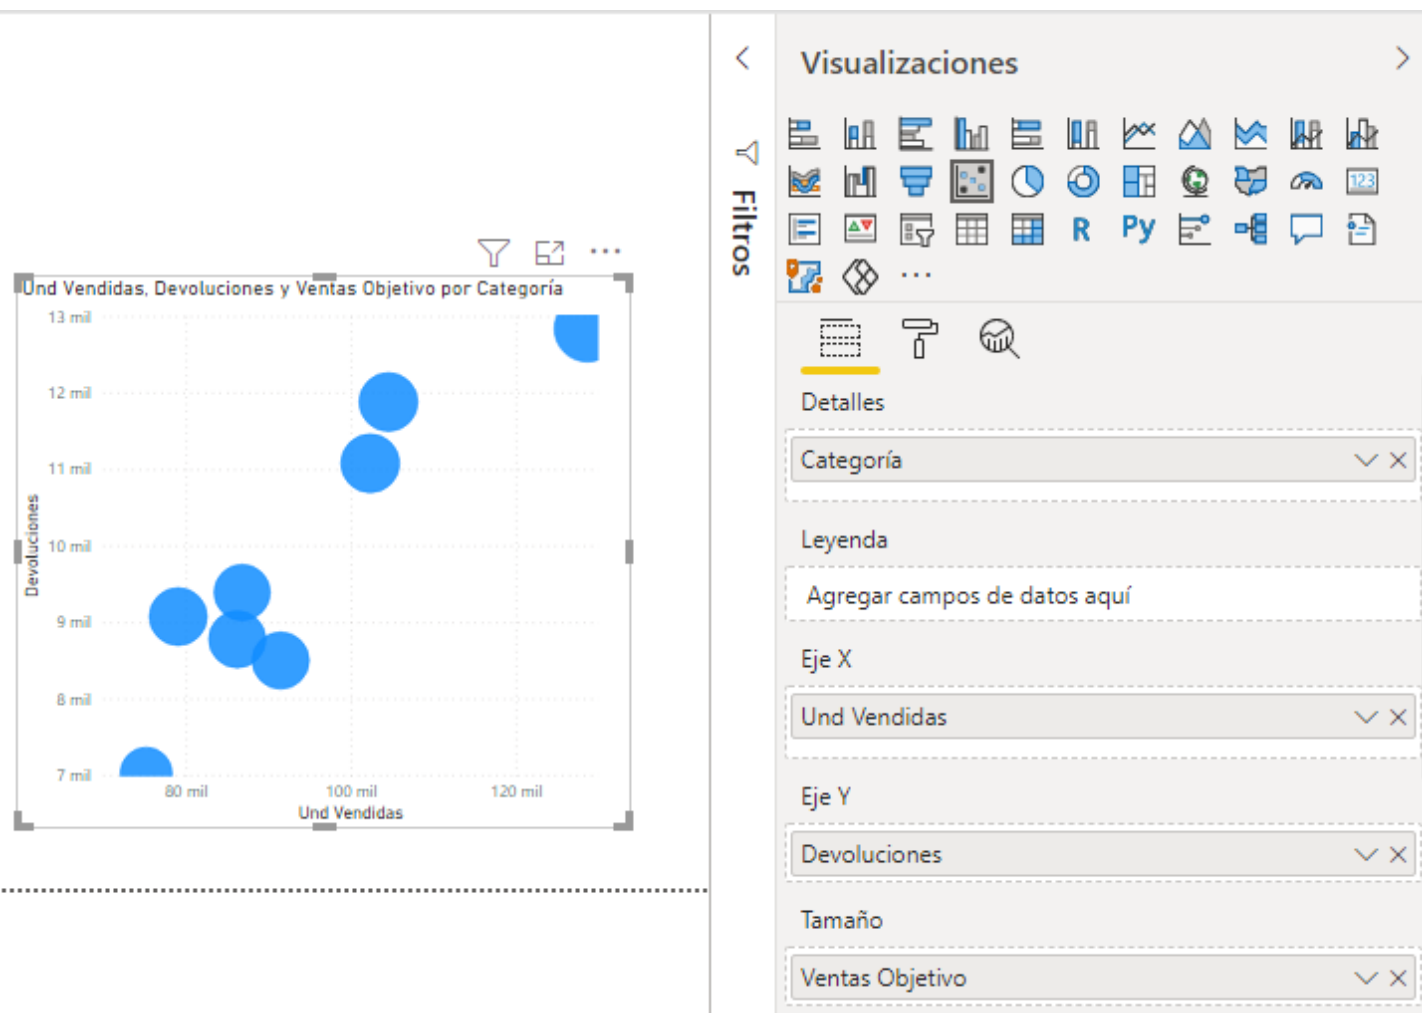 Und Vendidas, Devoluciones y Ventas Objetivo por Categoría
13 mil
12 mil
11 mil
10 mil
9 mil
8 mil
7 mil
Devoluciones
80 mil
100 mil
120 mil
Und Vendidas
Filtros
Visualizaciones
123
R
Py
Detalles
Categoría
Leyenda
Agregar campos de datos aquí
Eje X
Und Vendidas
Eje Y
Devoluciones
Tamaño
Ventas Objetivo